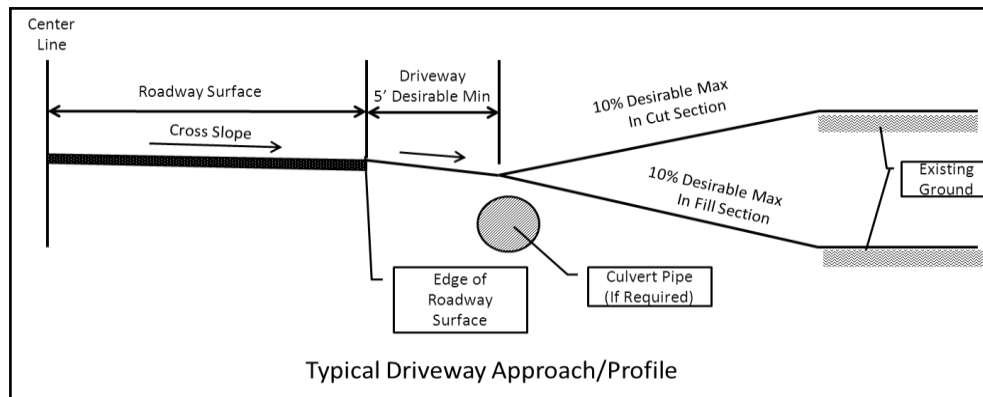 Center
Line
Roadway Surface
Driveway
5' Desirable Min
Cross Slope
10% Desirable Max
In Cut Section
10% Desirable Max
In Fill Section
Existing
Ground
Edge of
Roadway
Surface
Culvert Pipe
(If Required)
Typical Driveway Approach/Profile